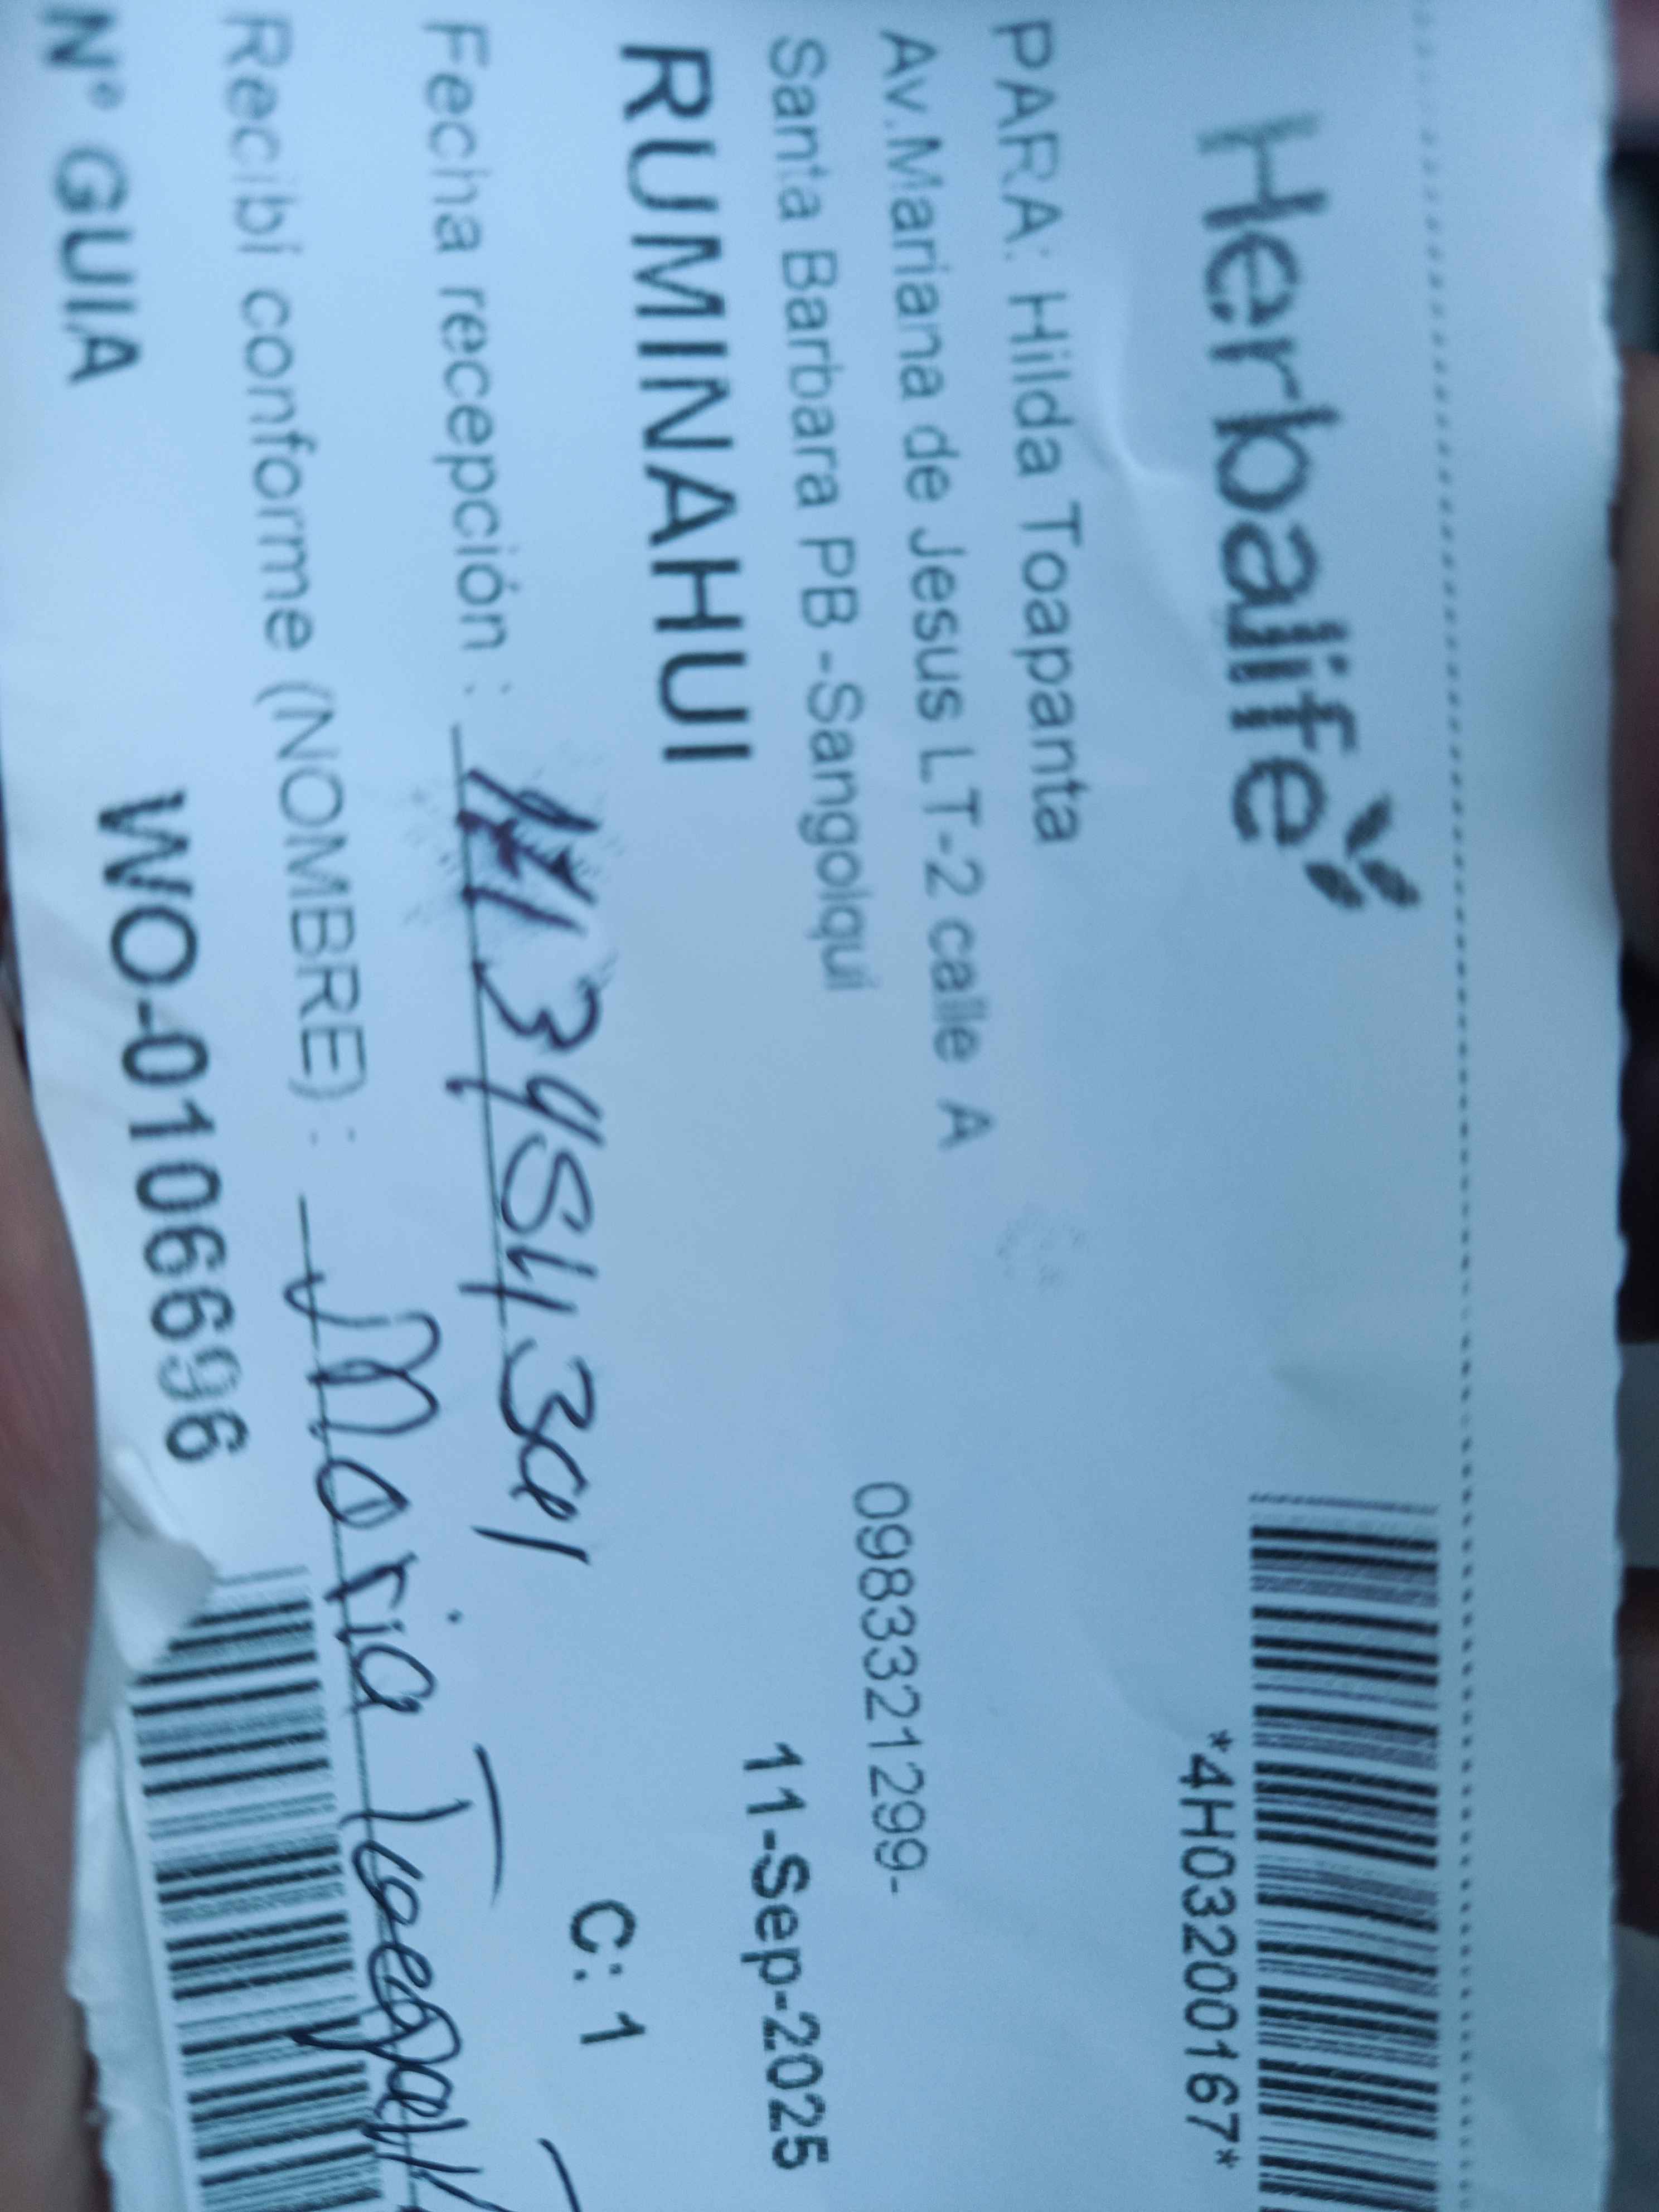 Herbalife
*4H03200167*
PARA: Hilda Toapanta
Av.Mariana de Jesus LT-2 calle A
0983321299-
Santa Barbara PB -Sangolqui
11-Sep-2025
RUMINAHUI
C: 1
Fecha recepción :
Recibí conforme (NOMBRE) : Maria
N° GUIA
WO-0106696